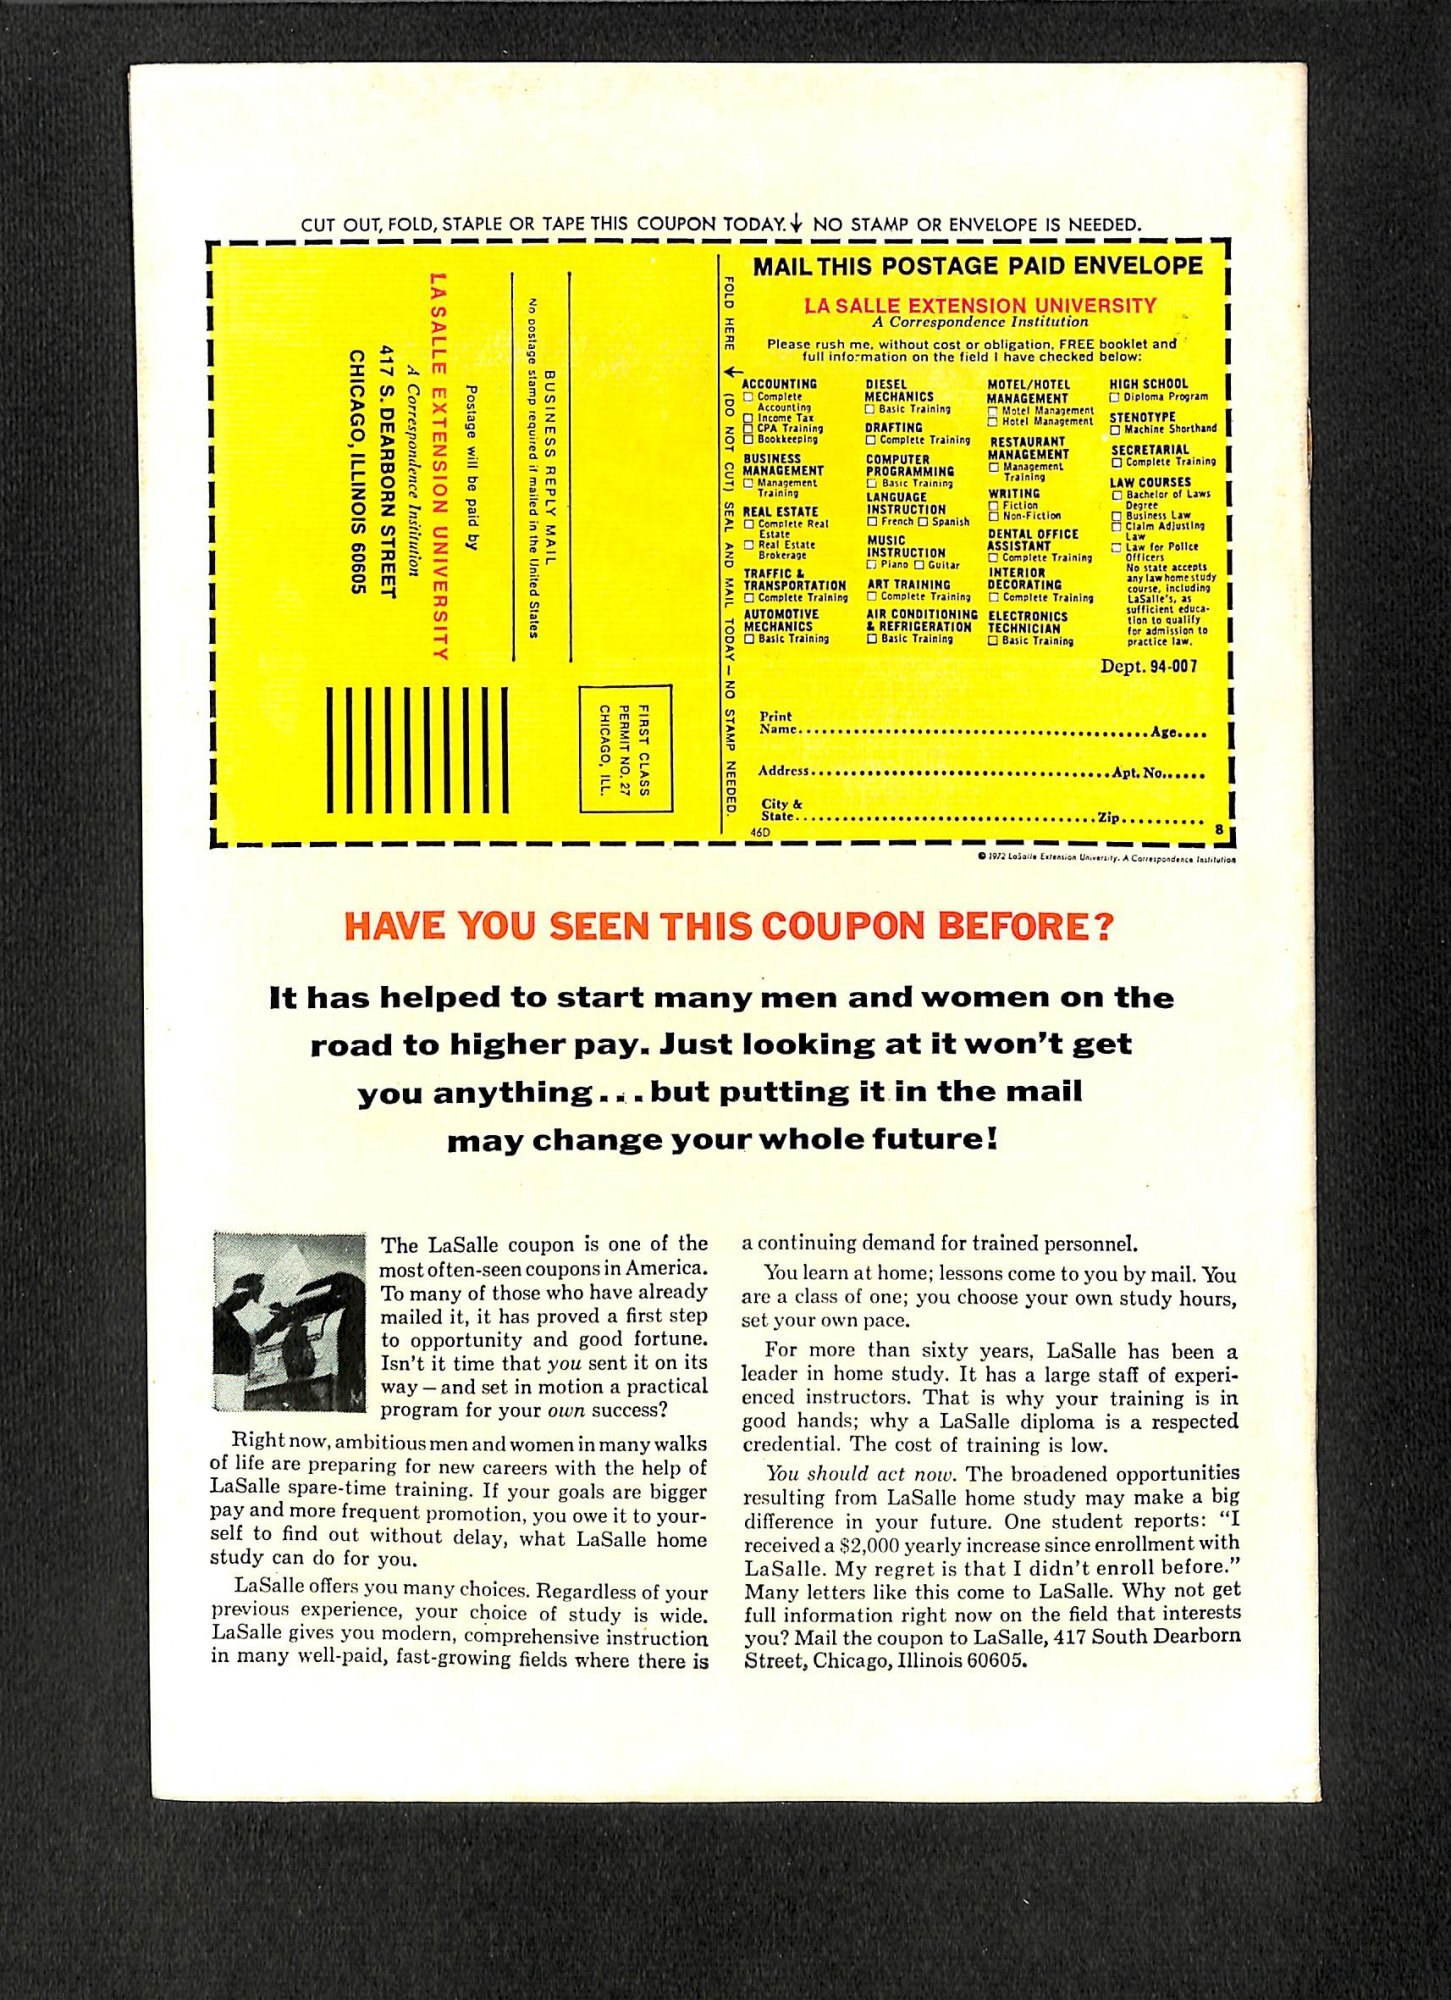 CUT OUT, FOLD, STAPLE OR TAPE THIS COUPON TODAY.↓ NO STAMP OR ENVELOPE IS NEEDED.
FIRST CLASS
PERMIT NO. 27
CHICAGO, ILL.
BUSINESS REPLY MAIL
No postage stamp required if mailed in the United States
Postage will be paid by
LA SALLE EXTENSION UNIVERSITY
A Correspondence Institution
417 S. DEARBORN STREET
CHICAGO, ILLINOIS 60605
FOLD HERE ↓ (DO NOT CUT) SEAL AND MAIL TODAY — NO STAMP NEEDED.
MAIL THIS POSTAGE PAID ENVELOPE
LA SALLE EXTENSION UNIVERSITY
A Correspondence Institution
Please rush me, without cost or obligation, FREE booklet and
full information on the field I have checked below:
ACCOUNTING
☐ Complete
Accounting
☐ Income Tax
☐ CPA Training
☐ Bookkeeping
BUSINESS
MANAGEMENT
☐ Management
Training
REAL ESTATE
☐ Complete Real
Estate
☐ Real Estate
Brokerage
TRAFFIC &
TRANSPORTATION
☐ Complete Training
AUTOMOTIVE
MECHANICS
☐ Basic Training
DIESEL
MECHANICS
☐ Basic Training
DRAFTING
☐ Complete Training
COMPUTER
PROGRAMMING
☐ Basic Training
LANGUAGE
INSTRUCTION
☐ French ☐ Spanish
MUSIC
INSTRUCTION
☐ Piano ☐ Guitar
ART TRAINING
☐ Complete Training
AIR CONDITIONING
& REFRIGERATION
☐ Basic Training
MOTEL/HOTEL
MANAGEMENT
☐ Motel Management
☐ Hotel Management
RESTAURANT
MANAGEMENT
☐ Management
Training
WRITING
☐ Fiction
☐ Non-Fiction
DENTAL OFFICE
ASSISTANT
☐ Complete Training
INTERIOR
DECORATING
☐ Complete Training
ELECTRONICS
TECHNICIAN
☐ Basic Training
HIGH SCHOOL
☐ Diploma Program
STENOTYPE
☐ Machine Shorthand
SECRETARIAL
☐ Complete Training
LAW COURSES
☐ Bachelor of Laws
Degree
☐ Business Law
☐ Claim Adjusting
Law
☐ Law for Police
Officers
No state accepts
any law home study
course, including
LaSalle's, as
sufficient educa-
tion to qualify
for admission to
practice law.
Dept. 94-007
Print
Name.......... Age....
Address.......... Apt. No......
City &
State.......... Zip..........
46D 8
© 1972 LaSalle Extension University. A Correspondence Institution
HAVE YOU SEEN THIS COUPON BEFORE?
It has helped to start many men and women on the
road to higher pay. Just looking at it won't get
you anything... but putting it in the mail
may change your whole future!
The LaSalle coupon is one of the
most often-seen coupons in America.
To many of those who have already
mailed it, it has proved a first step
to opportunity and good fortune.
Isn't it time that you sent it on its
way — and set in motion a practical
program for your own success?
Right now, ambitious men and women in many walks
of life are preparing for new careers with the help of
LaSalle spare-time training. If your goals are bigger
pay and more frequent promotion, you owe it to your-
self to find out without delay, what LaSalle home
study can do for you.
LaSalle offers you many choices. Regardless of your
previous experience, your choice of study is wide.
LaSalle gives you modern, comprehensive instruction
in many well-paid, fast-growing fields where there is
a continuing demand for trained personnel.
You learn at home; lessons come to you by mail. You
are a class of one; you choose your own study hours,
set your own pace.
For more than sixty years, LaSalle has been a
leader in home study. It has a large staff of experi-
enced instructors. That is why your training is in
good hands; why a LaSalle diploma is a respected
credential. The cost of training is low.
You should act now. The broadened opportunities
resulting from LaSalle home study may make a big
difference in your future. One student reports: "I
received a $2,000 yearly increase since enrollment with
LaSalle. My regret is that I didn't enroll before."
Many letters like this come to LaSalle. Why not get
full information right now on the field that interests
you? Mail the coupon to LaSalle, 417 South Dearborn
Street, Chicago, Illinois 60605.